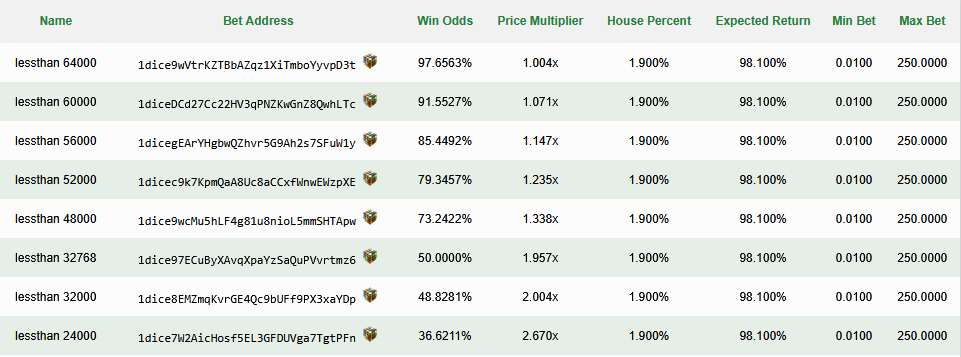 Name Bet Address Win Odds Price Multiplier House Percent Expected Return Min Bet Max Bet
lessthan 64000 1dice9wVtrKZTBbAZqz1XiTmboYyvpD3t 97.6563% 1.004x 1.900% 98.100% 0.0100 250.0000
lessthan 60000 1diceDCd27Cc22HV3qPNZKwGnZ8QwhLTc 91.5527% 1.071x 1.900% 98.100% 0.0100 250.0000
lessthan 56000 1dicegEArYHgbwQZhvr5G9Ah2s7SFuW1y 85.4492% 1.147x 1.900% 98.100% 0.0100 250.0000
lessthan 52000 1dicec9k7KpmQaA8Uc8aCCxfWnwEWzpXE 79.3457% 1.235x 1.900% 98.100% 0.0100 250.0000
lessthan 48000 1dice9wcMu5hLF4g81u8nioL5mmSHTApw 73.2422% 1.338x 1.900% 98.100% 0.0100 250.0000
lessthan 32768 1dice97ECuByXAvqXpaYzSaQuPVvrtmz6 50.0000% 1.957x 1.900% 98.100% 0.0100 250.0000
lessthan 32000 1dice8EMZmqKvrGE4Qc9bUFf9PX3xaYDp 48.8281% 2.004x 1.900% 98.100% 0.0100 250.0000
lessthan 24000 1dice7W2AicHosf5EL3GFDUVga7TgtPFn 36.6211% 2.670x 1.900% 98.100% 0.0100 250.0000